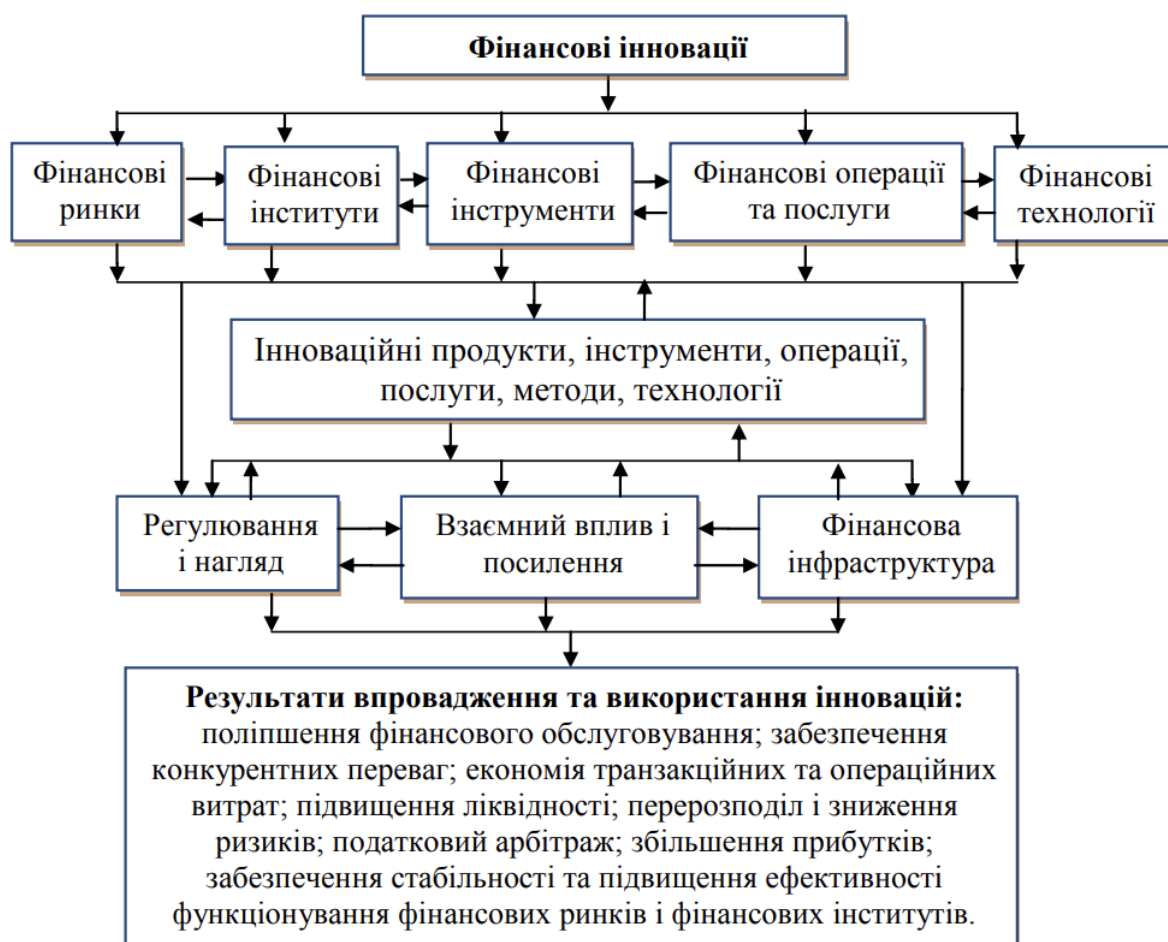 Фінансові інновації
Фінансові
ринки
Фінансові
інститути
Фінансові
інструменти
Фінансові операції
та послуги
Фінансові
технології
Інноваційні продукти, інструменти, операції,
послуги, методи, технології
Регулювання
і нагляд
Взаємний вплив і
посилення
Фінансова
інфраструктура
Результати впровадження та використання інновацій:
поліпшення фінансового обслуговування; забезпечення
конкурентних переваг; економія транзакційних та операційних
витрат; підвищення ліквідності; перерозподіл і зниження
ризиків; податковий арбітраж; збільшення прибутків;
забезпечення стабільності та підвищення ефективності
функціонування фінансових ринків і фінансових інститутів.